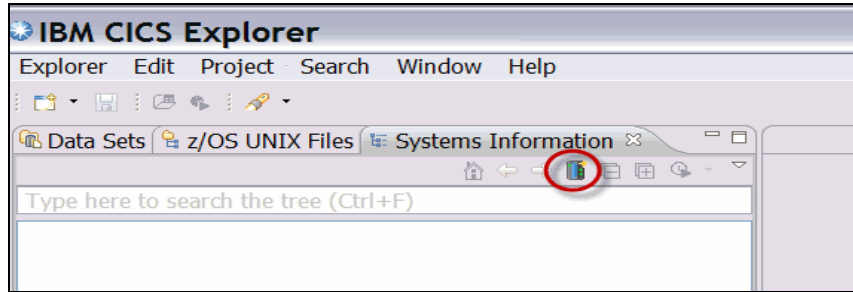 IBM CICS Explorer
Explorer Edit Project Search Window Help
Data Sets z/OS UNIX Files Systems Information
Type here to search the tree (Ctrl+F)